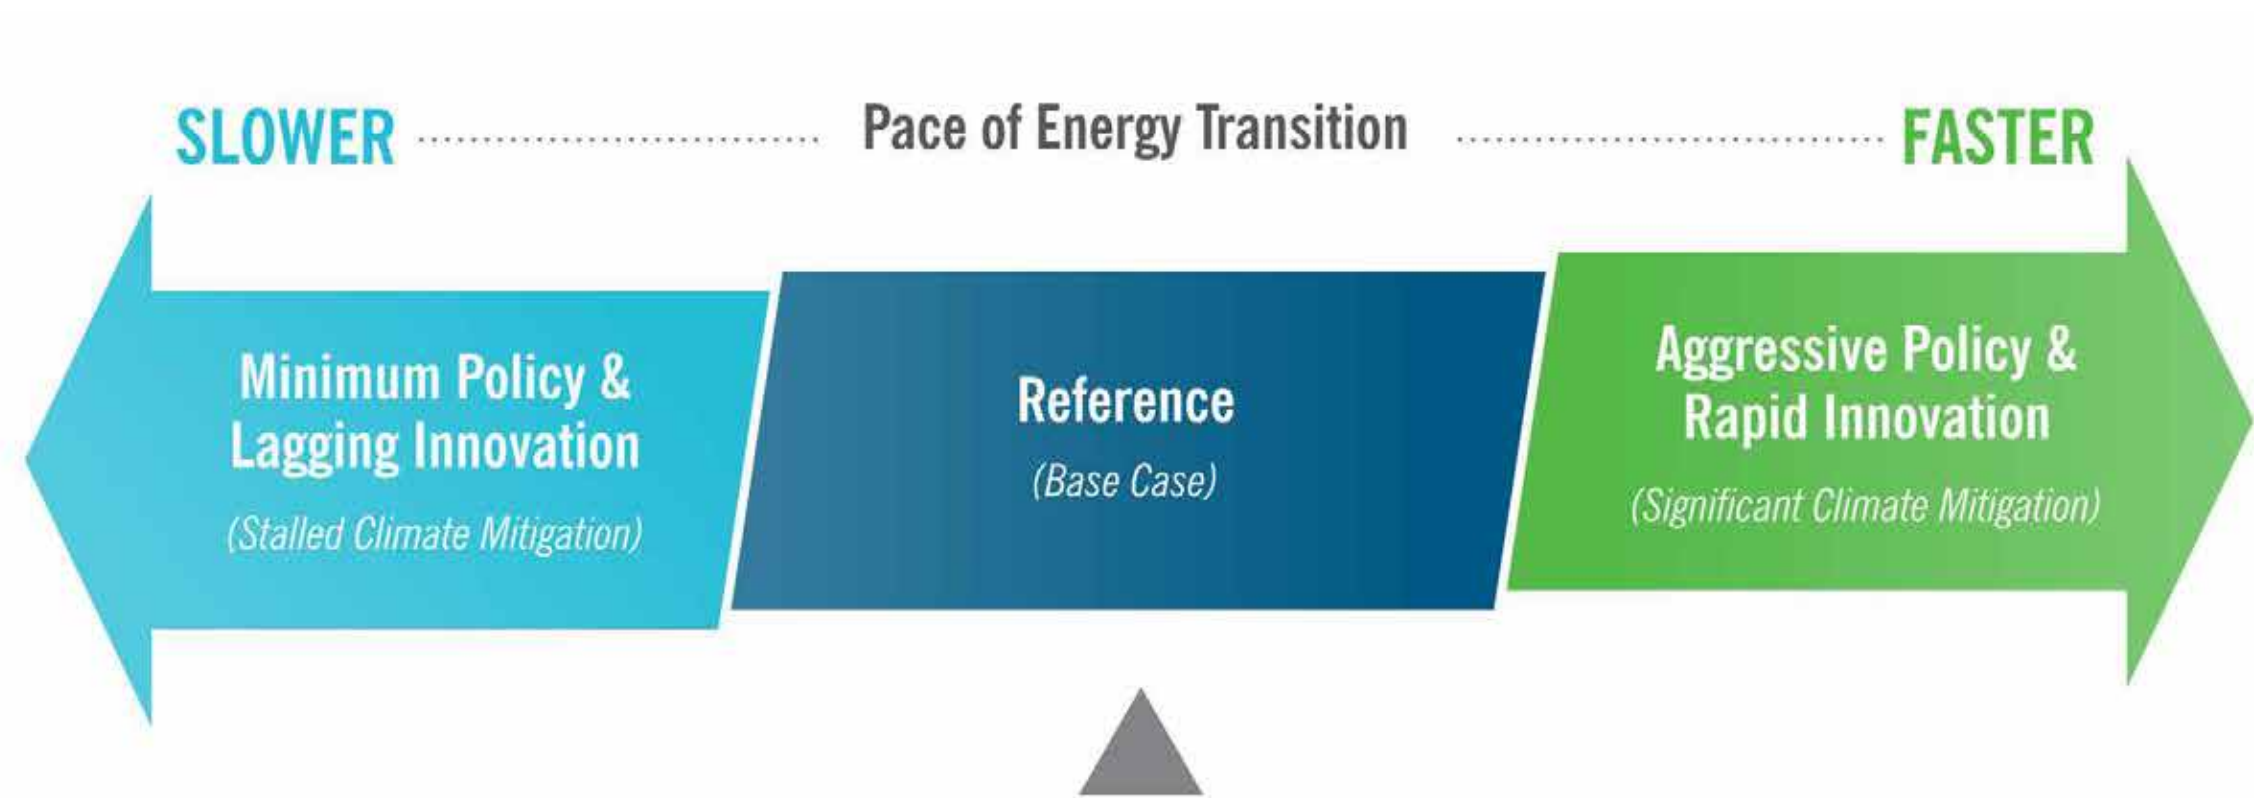 SLOWER
Pace of Energy Transition
FASTER
Minimum Policy &
Lagging Innovation
(Stalled Climate Mitigation)
Reference
(Base Case)
Aggressive Policy &
Rapid Innovation
(Significant Climate Mitigation)